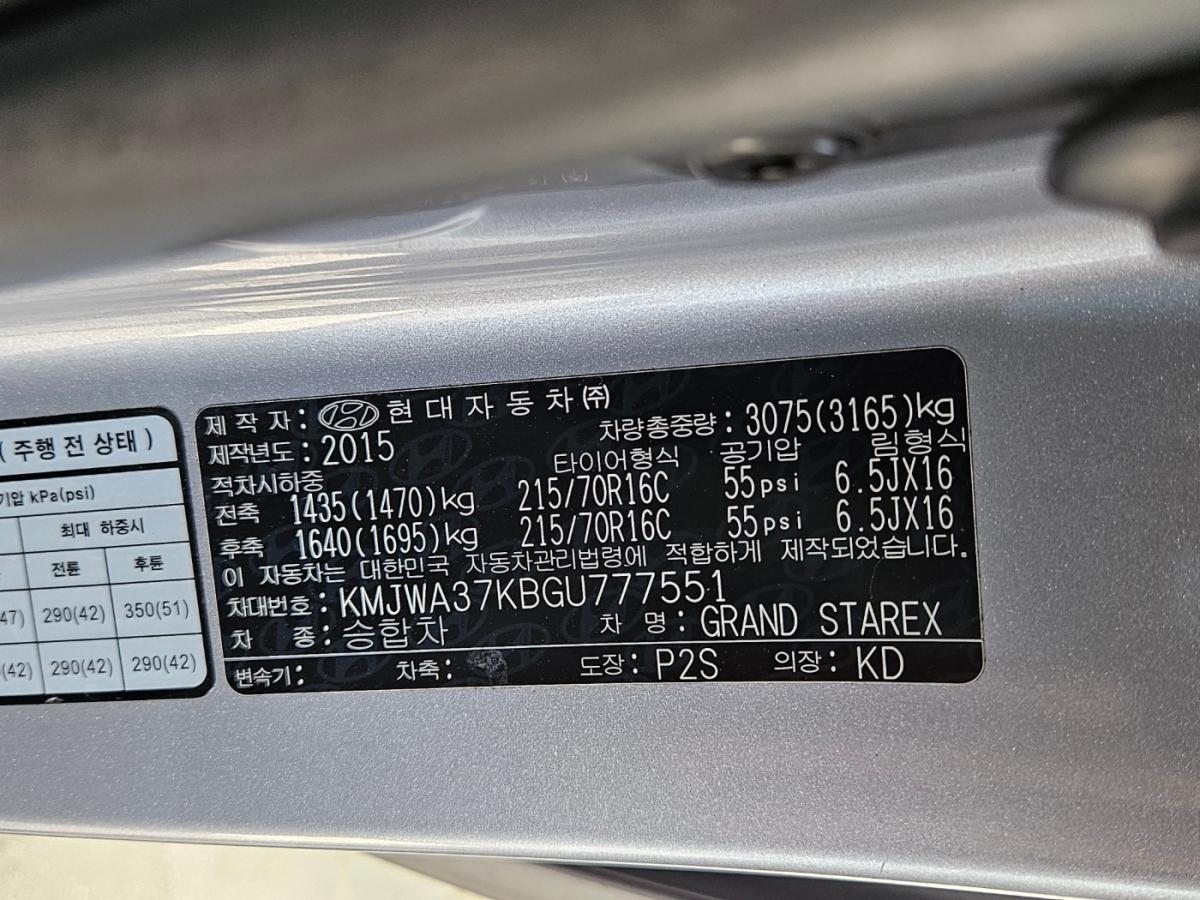 ( 주행 전 상태 )
기압 kPa(psi)
최대 하중시
전륜 후륜
47) 290(42) 350(51)
(42) 290(42) 290(42)
제 작 자 : 현대자동차㈜
제작년도 : 2015 차량총중량 : 3075(3165)kg
적차시하중 타이어형식 공기압 림형식
전축 1435(1470)kg 215/70R16C 55psi 6.5JX16
후축 1640(1695)kg 215/70R16C 55psi 6.5JX16
이 자동차는 대한민국 자동차관리법령에 적합하게 제작되었습니다.
차대번호 : KMJWA37KBGU777551
차 종 : 승합차 차 명 : GRAND STAREX
변속기 : 차축 : 도장 : P2S 의장 : KD